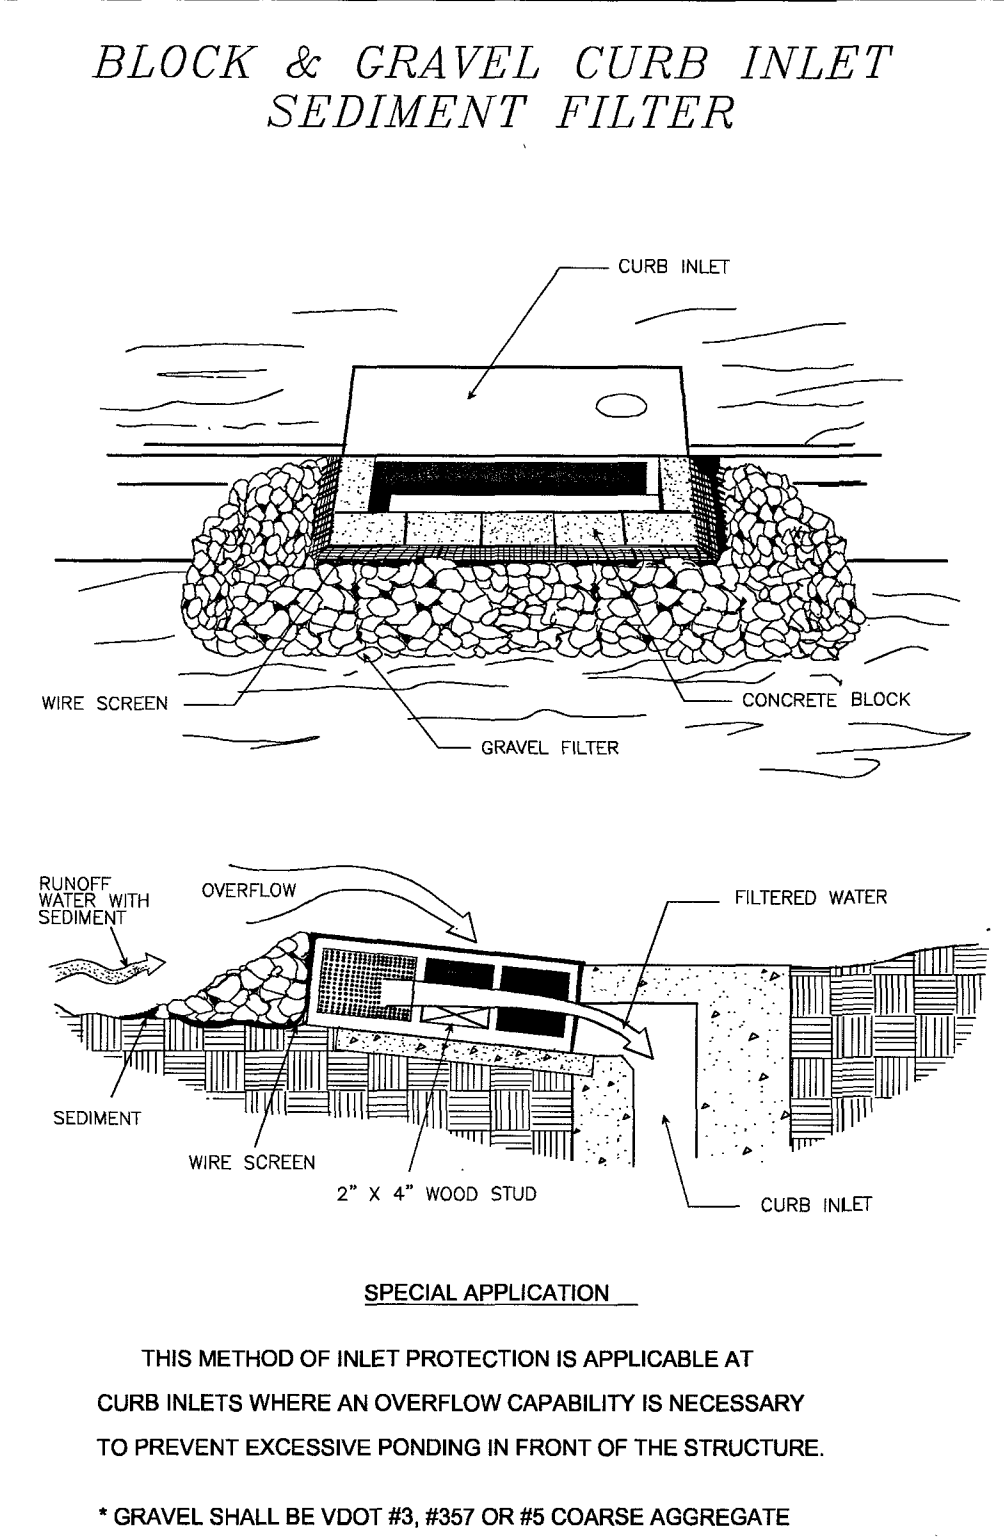 BLOCK & GRAVEL CURB INLET
SEDIMENT FILTER
CURB INLET
WIRE SCREEN
CONCRETE BLOCK
GRAVEL FILTER
RUNOFF
WATER WITH
SEDIMENT
OVERFLOW
FILTERED WATER
SEDIMENT
WIRE SCREEN
2" X 4" WOOD STUD
CURB INLET
SPECIAL APPLICATION
THIS METHOD OF INLET PROTECTION IS APPLICABLE AT
CURB INLETS WHERE AN OVERFLOW CAPABILITY IS NECESSARY
TO PREVENT EXCESSIVE PONDING IN FRONT OF THE STRUCTURE.
* GRAVEL SHALL BE VDOT #3, #357 OR #5 COARSE AGGREGATE